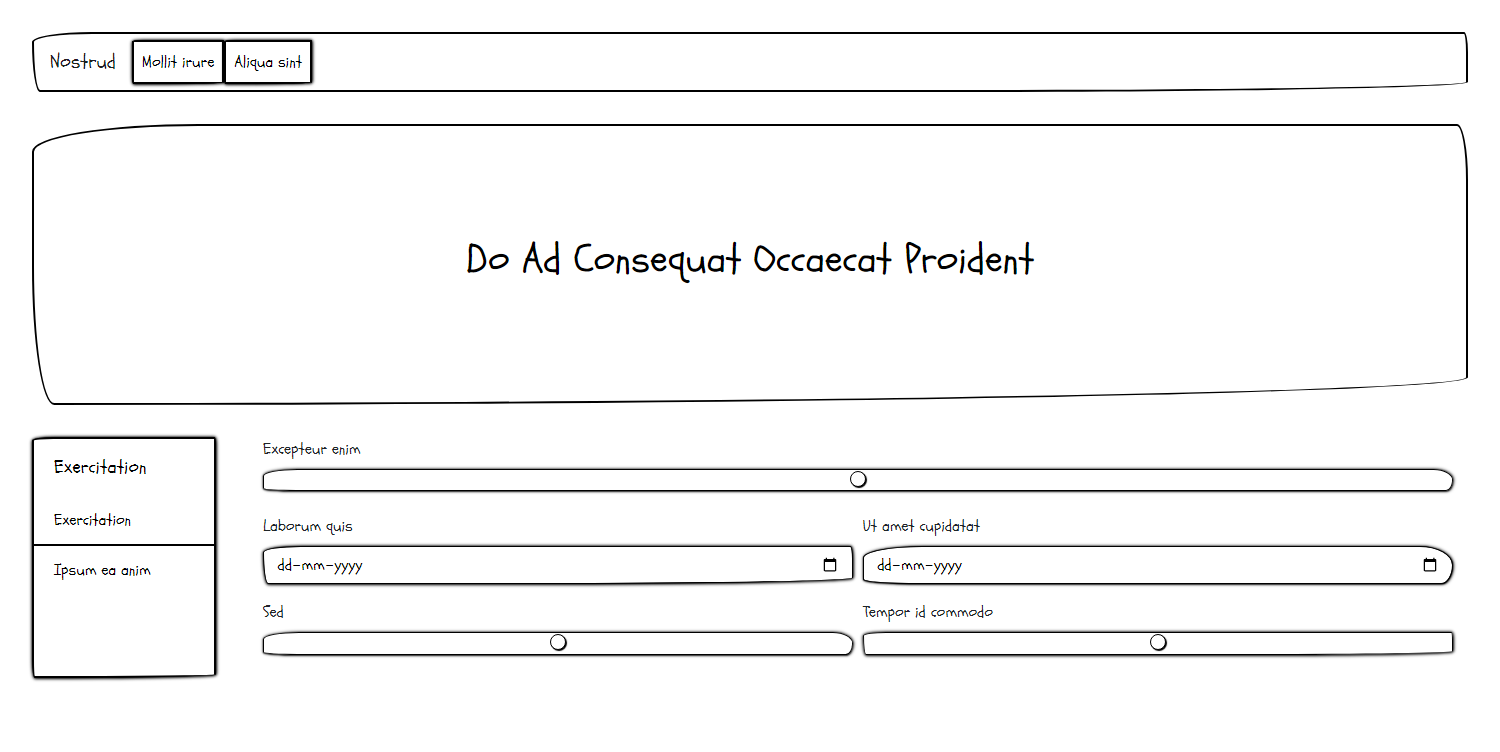 Nostrud Mollit irure Aliqua sint
Do Ad Consequat Occaecat Proident
Exercitation
Exercitation
Ipsum ea anim
Excepteur enim
Laborum quis
dd-mm-yyyy
Ut amet cupidatat
dd-mm-yyyy
Sed
Tempor id commodo